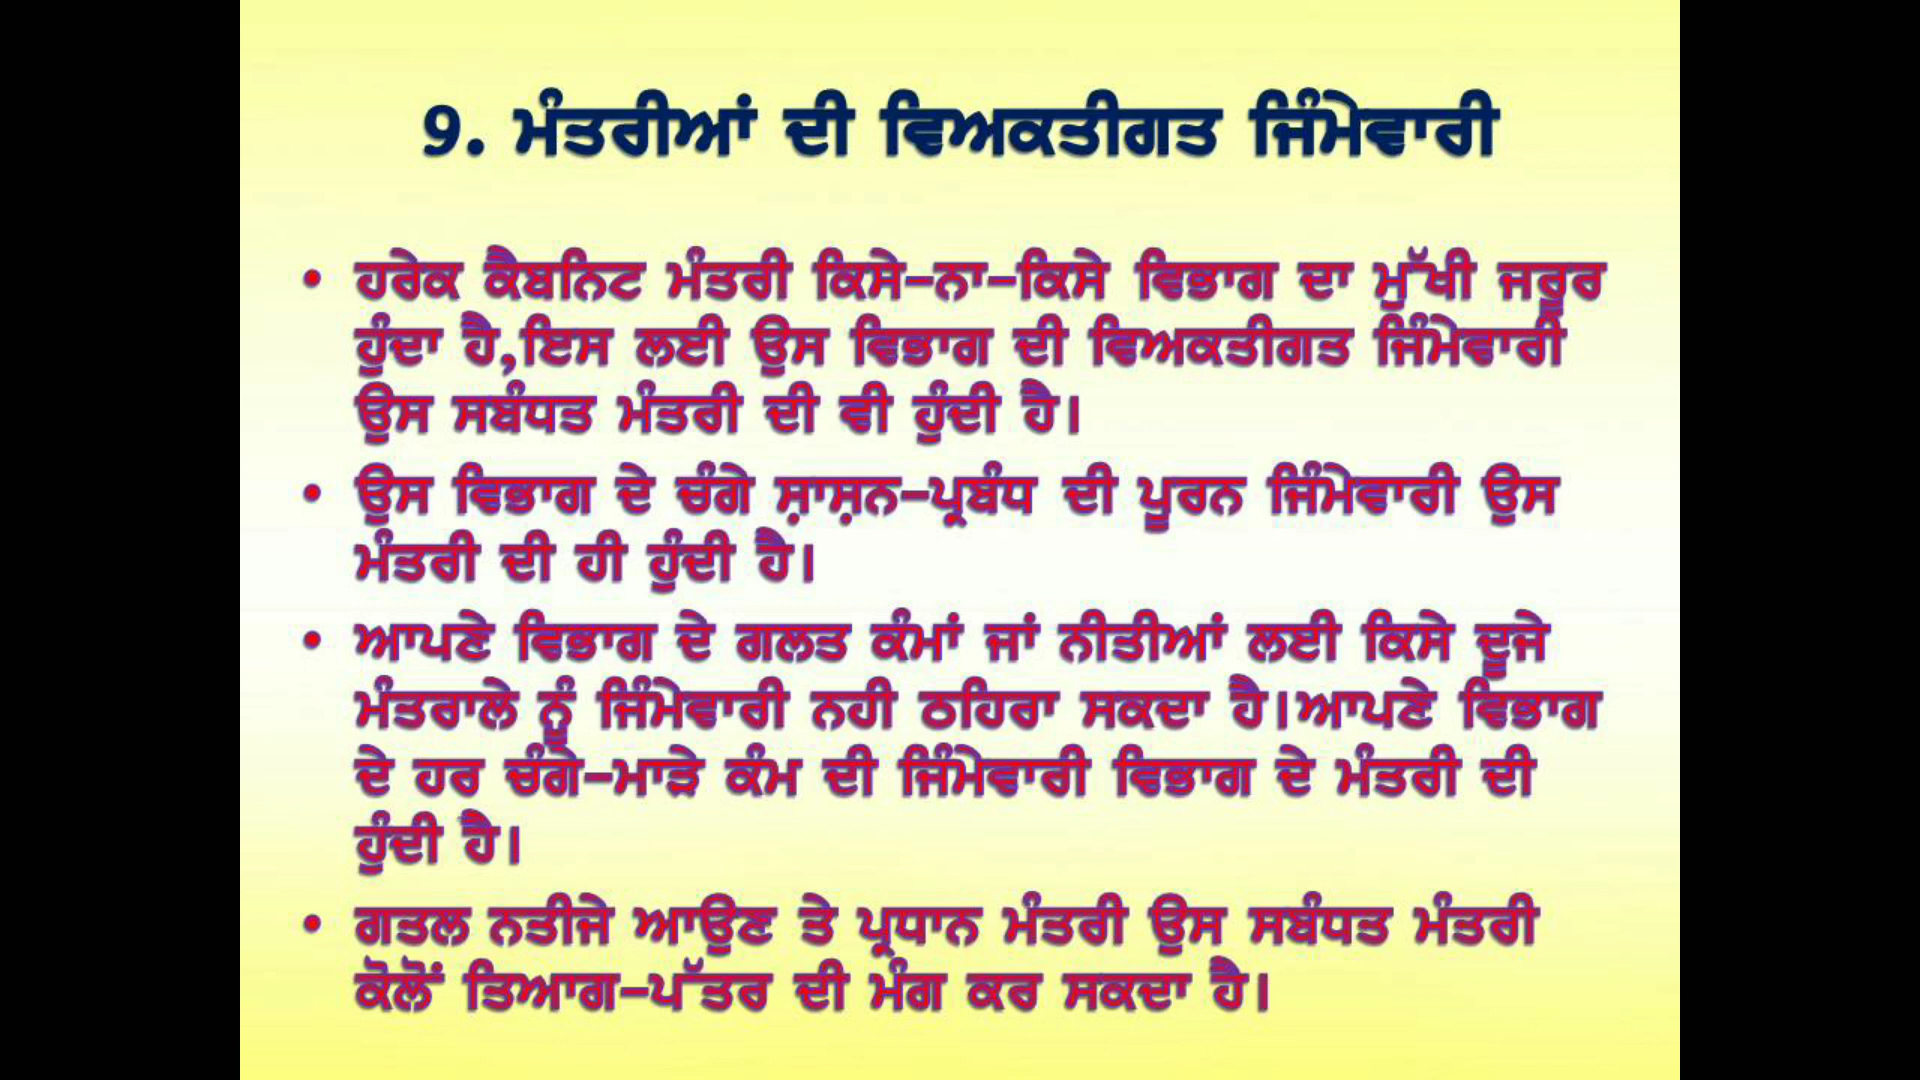 9. ਮੰਤਰੀਆਂ ਦੀ ਵਿਅਕਤੀਗਤ ਜਿੰਮੇਵਾਰੀ
• ਹਰੇਕ ਕੈਬਨਿਟ ਮੰਤਰੀ ਕਿਸੇ-ਨਾ-ਕਿਸੇ ਵਿਭਾਗ ਦਾ ਮੁੱਖੀ ਜਰੂਰ
ਹੁੰਦਾ ਹੈ,ਇਸ ਲਈ ਉਸ ਵਿਭਾਗ ਦੀ ਵਿਅਕਤੀਗਤ ਜਿੰਮੇਵਾਰੀ
ਉਸ ਸਬੰਧਤ ਮੰਤਰੀ ਦੀ ਵੀ ਹੁੰਦੀ ਹੈ।
• ਉਸ ਵਿਭਾਗ ਦੇ ਚੰਗੇ ਸ਼ਾਸ਼ਨ-ਪ੍ਰਬੰਧ ਦੀ ਪੂਰਨ ਜਿੰਮੇਵਾਰੀ ਉਸ
ਮੰਤਰੀ ਦੀ ਹੀ ਹੁੰਦੀ ਹੈ।
• ਆਪਣੇ ਵਿਭਾਗ ਦੇ ਗਲਤ ਕੰਮਾਂ ਜਾਂ ਨੀਤੀਆਂ ਲਈ ਕਿਸੇ ਦੂਜੇ
ਮੰਤਰਾਲੇ ਨੂੰ ਜਿੰਮੇਵਾਰੀ ਨਹੀ ਠਹਿਰਾ ਸਕਦਾ ਹੈ।ਆਪਣੇ ਵਿਭਾਗ
ਦੇ ਹਰ ਚੰਗੇ-ਮਾੜੇ ਕੰਮ ਦੀ ਜਿੰਮੇਵਾਰੀ ਵਿਭਾਗ ਦੇ ਮੰਤਰੀ ਦੀ
ਹੁੰਦੀ ਹੈ।
• ਗਤਲ ਨਤੀਜੇ ਆਉਣ ਤੇ ਪ੍ਰਧਾਨ ਮੰਤਰੀ ਉਸ ਸਬੰਧਤ ਮੰਤਰੀ
ਕੋਲੋਂ ਤਿਆਗ-ਪੱਤਰ ਦੀ ਮੰਗ ਕਰ ਸਕਦਾ ਹੈ।